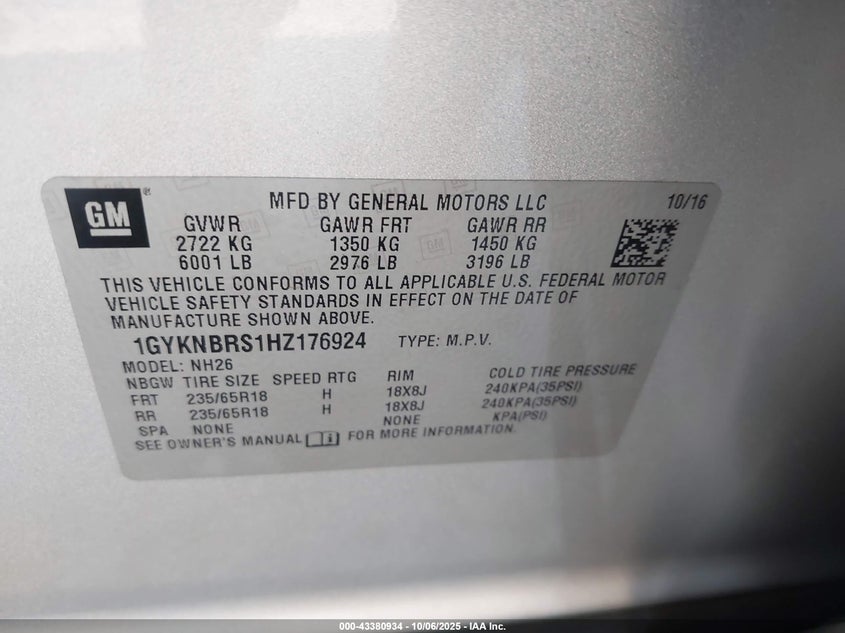 GM ®
MFD BY GENERAL MOTORS LLC 10/16
GVWR GAWR FRT GAWR RR
2722 KG 1350 KG 1450 KG
6001 LB 2976 LB 3196 LB
THIS VEHICLE CONFORMS TO ALL APPLICABLE U.S. FEDERAL MOTOR
VEHICLE SAFETY STANDARDS IN EFFECT ON THE DATE OF
MANUFACTURE SHOWN ABOVE.
1GYKNBRS1HZ176924 TYPE: M.P.V.
MODEL: NH26
NBGW TIRE SIZE SPEED RTG RIM COLD TIRE PRESSURE
FRT 235/65R18 H 18X8J 240KPA(35PSI)
RR 235/65R18 H 18X8J 240KPA(35PSI)
SPA NONE NONE KPA(PSI)
SEE OWNER'S MANUAL FOR MORE INFORMATION.
000-43380934 - 10/06/2025 - IAA Inc.